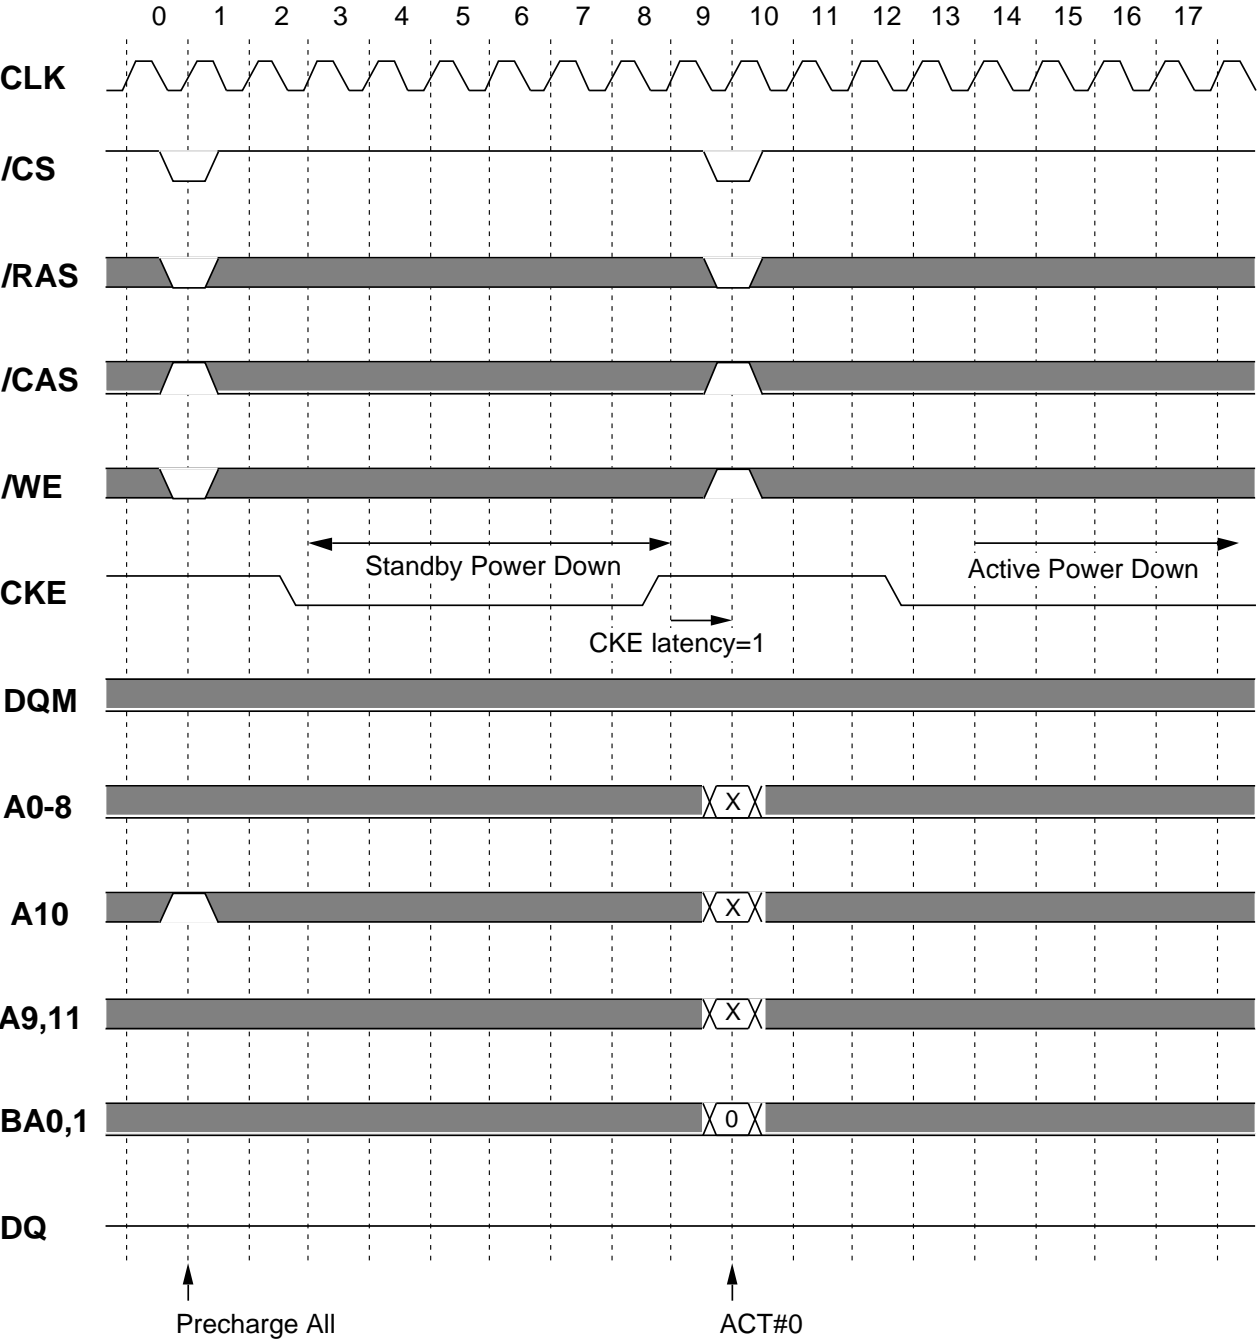 0 1 2 3 4 5 6 7 8 9 10 11 12 13 14 15 16 17
CLK
/CS
/RAS
/CAS
/WE
Standby Power Down
Active Power Down
CKE
CKE latency=1
DQM
A0-8
X
A10
X
A9,11
X
BA0,1
0
DQ
Precharge All
ACT#0